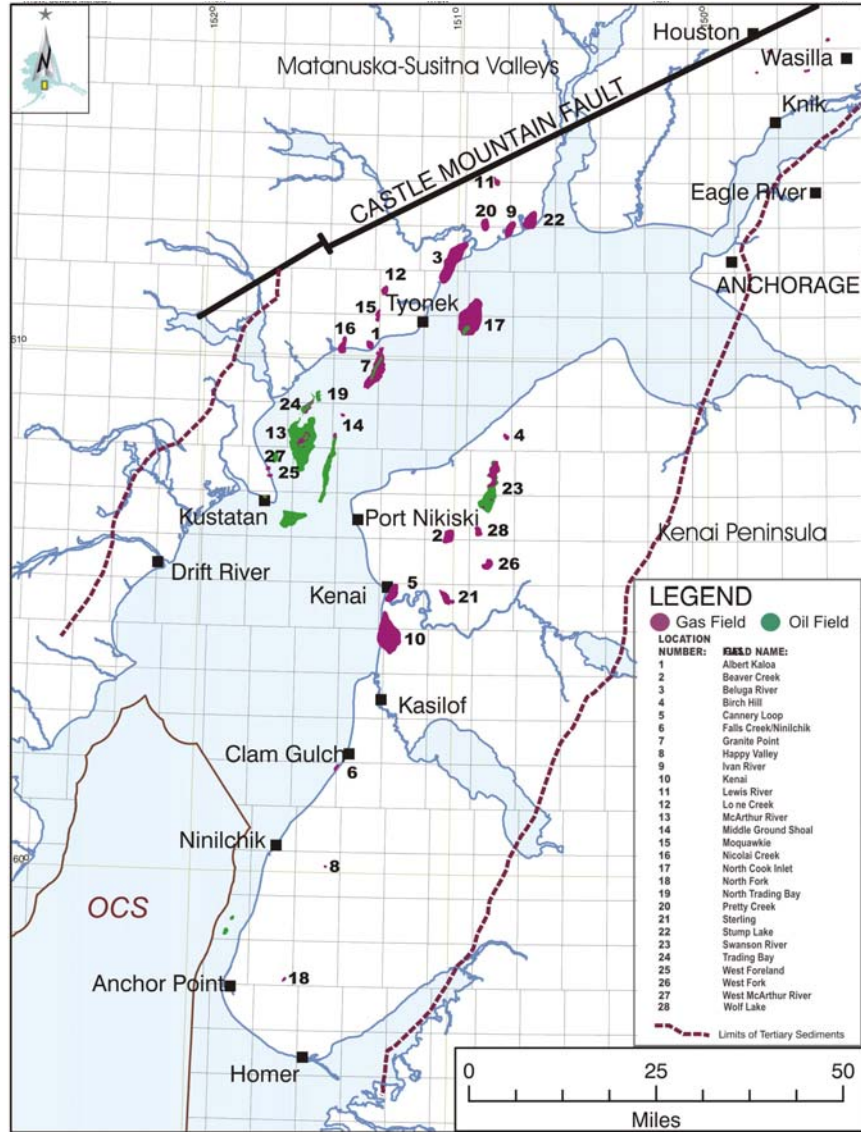 152°
151°
150°
N
Houston
Wasilla
Matanuska-Susitna Valleys
Knik
CASTLE MOUNTAIN FAULT
Eagle River
11
20
9
22
3
ANCHORAGE
12
Tyonek
15
17
16
1
610
7
19
24
13
14
4
27
25
23
Kustatan
Port Nikiski
28
2
Kenai Peninsula
26
Drift River
5
Kenai
21
10
Kasilof
Clam Gulch
6
Ninilchik
8
600
OCS
18
Anchor Point
Homer
LEGEND
Gas Field Oil Field
LOCATION
NUMBER: FIELD NAME:
1 Albert Kaloa
2 Beaver Creek
3 Beluga River
4 Birch Hill
5 Cannery Loop
6 Falls Creek/Ninilchik
7 Granite Point
8 Happy Valley
9 Ivan River
10 Kenai
11 Lewis River
12 Lo ne Creek
13 McArthur River
14 Middle Ground Shoal
15 Moquawkie
16 Nicolai Creek
17 North Cook Inlet
18 North Fork
19 North Trading Bay
20 Pretty Creek
21 Sterling
22 Stump Lake
23 Swanson River
24 Trading Bay
25 West Foreland
26 West Fork
27 West McArthur River
28 Wolf Lake
Limits of Tertiary Sediments
0 25 50
Miles